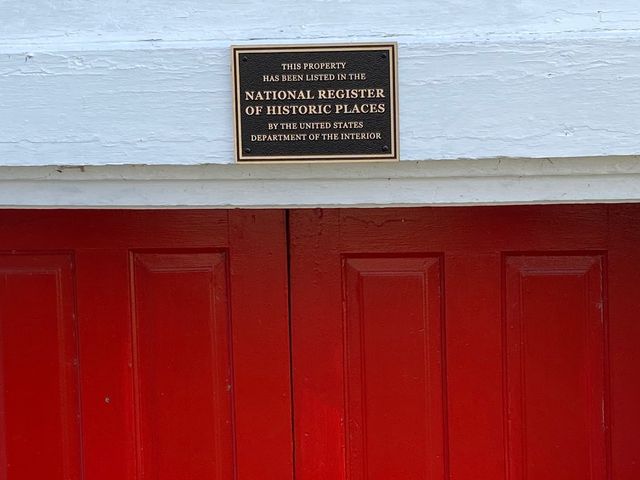 THIS PROPERTY
HAS BEEN LISTED IN THE
NATIONAL REGISTER
OF HISTORIC PLACES
BY THE UNITED STATES
DEPARTMENT OF THE INTERIOR